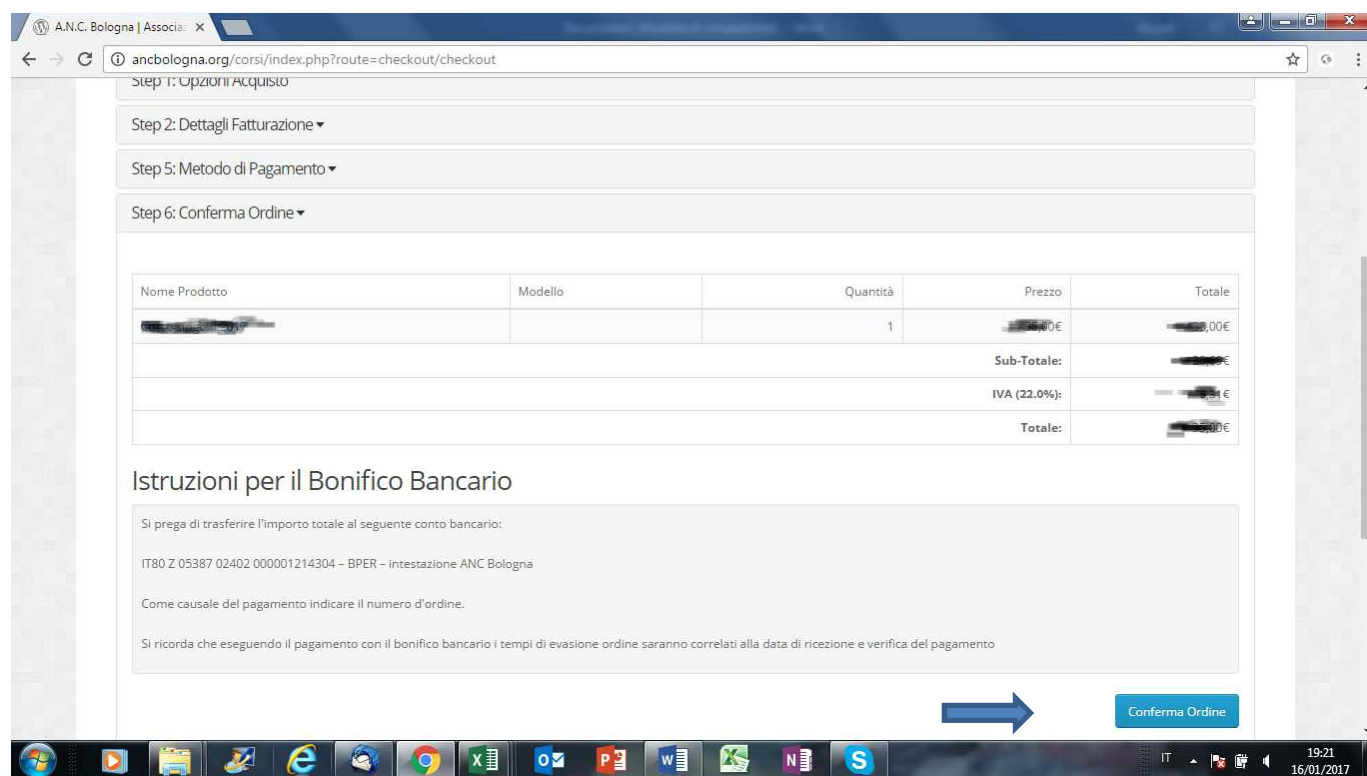 A.N.C. Bologna | Associa
ancbologna.org/corsi/index.php?route=checkout/checkout
Step 1: Opzioni Acquisto
Step 2: Dettagli Fatturazione
Step 5: Metodo di Pagamento
Step 6: Conferma Ordine
Nome Prodotto Modello Quantità Prezzo Totale
1 ,00€ ,00€
Sub-Totale: €
IVA (22.0%): €
Totale: €
Istruzioni per il Bonifico Bancario
Si prega di trasferire l'importo totale al seguente conto bancario:
IT80 Z 05387 02402 000001214304 – BPER – intestazione ANC Bologna
Come causale del pagamento indicare il numero d'ordine.
Si ricorda che eseguendo il pagamento con il bonifico bancario i tempi di evasione ordine saranno correlati alla data di ricezione e verifica del pagamento
Conferma Ordine
IT 19:21
16/01/2017